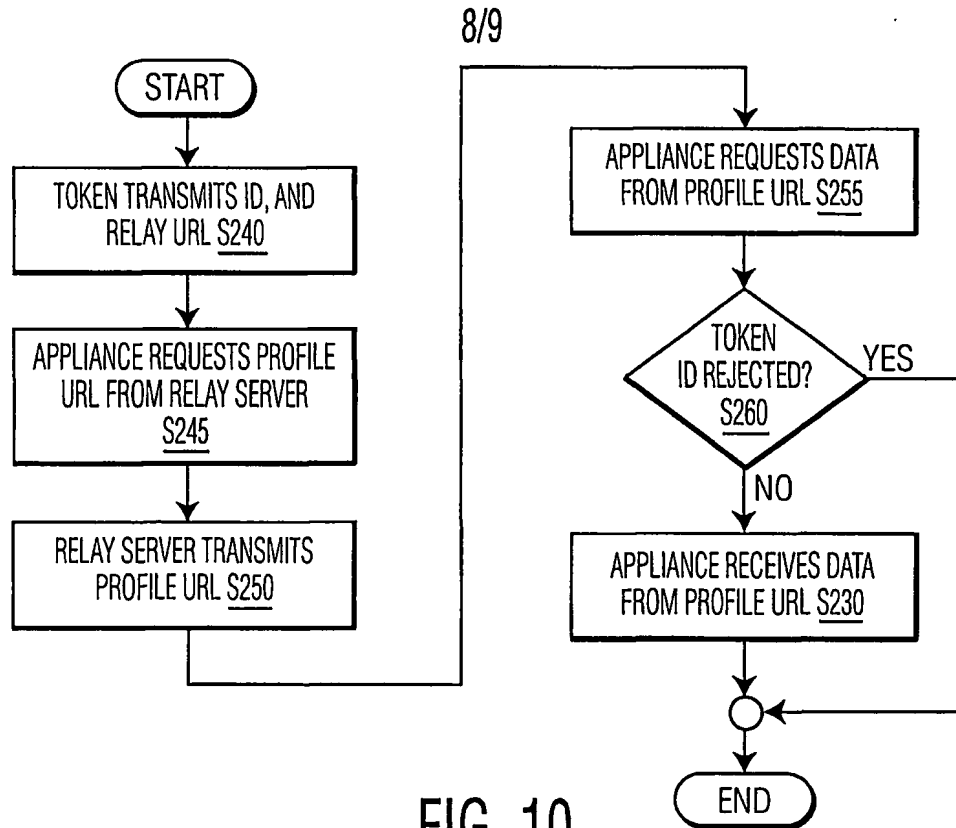 8/9
START
TOKEN TRANSMITS ID, AND
RELAY URL S240
APPLIANCE REQUESTS PROFILE
URL FROM RELAY SERVER
S245
RELAY SERVER TRANSMITS
PROFILE URL S250
APPLIANCE REQUESTS DATA
FROM PROFILE URL S255
TOKEN
ID REJECTED?
S260
YES
NO
APPLIANCE RECEIVES DATA
FROM PROFILE URL S230
END
FIG. 10